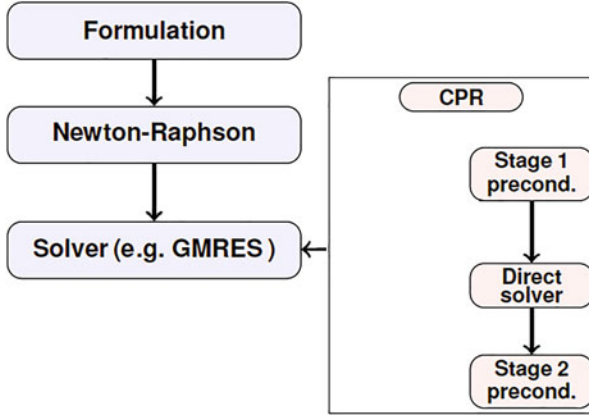 Formulation
Newton-Raphson
Solver (e.g. GMRES )
CPR
Stage 1
precond.
Direct
solver
Stage 2
precond.